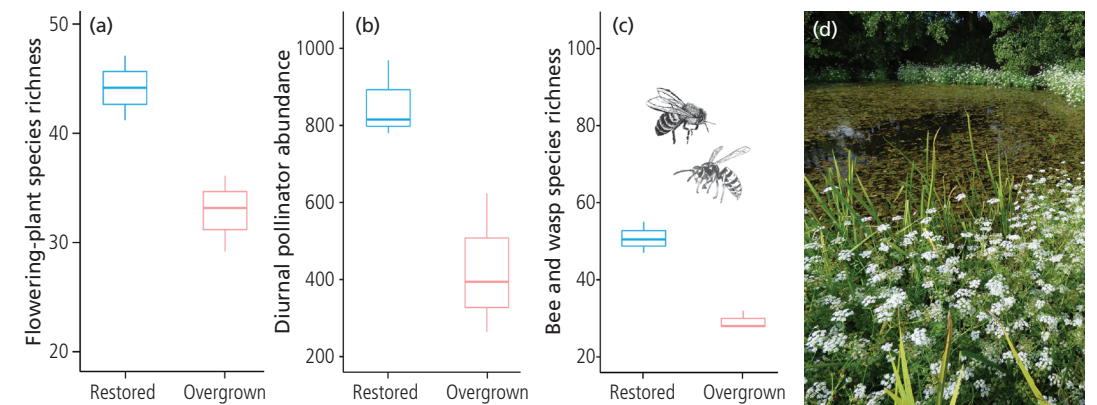 (a)
Flowering-plant species richness
50
40
30
20
Restored
Overgrown
(b)
Diurnal pollinator abundance
1000
800
600
400
200
Restored
Overgrown
(c)
Bee and wasp species richness
100
80
60
40
20
Restored
Overgrown
(d)